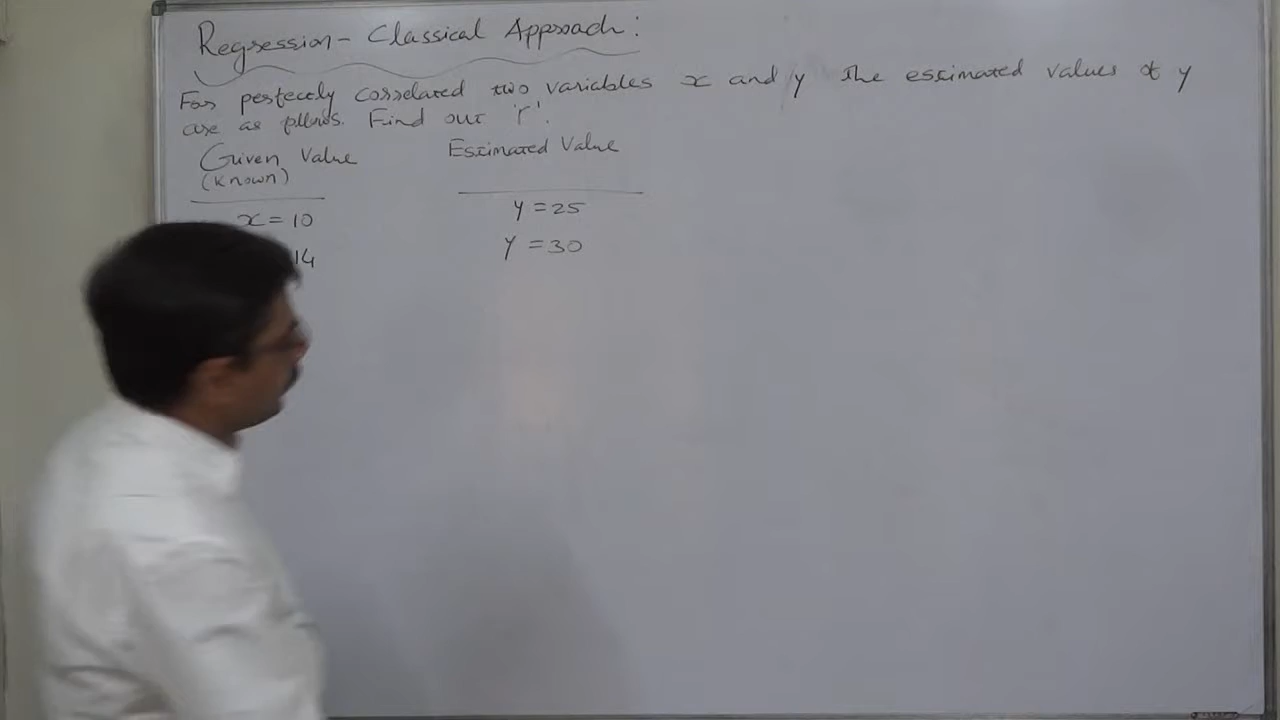 Regression - Classical Approach:
For perfectly correlated two variables x and y the estimated values of y
are as follows. Find out 'r'.
Given Value Estimated Value
(Known)
x = 10 y = 25
14 y = 30